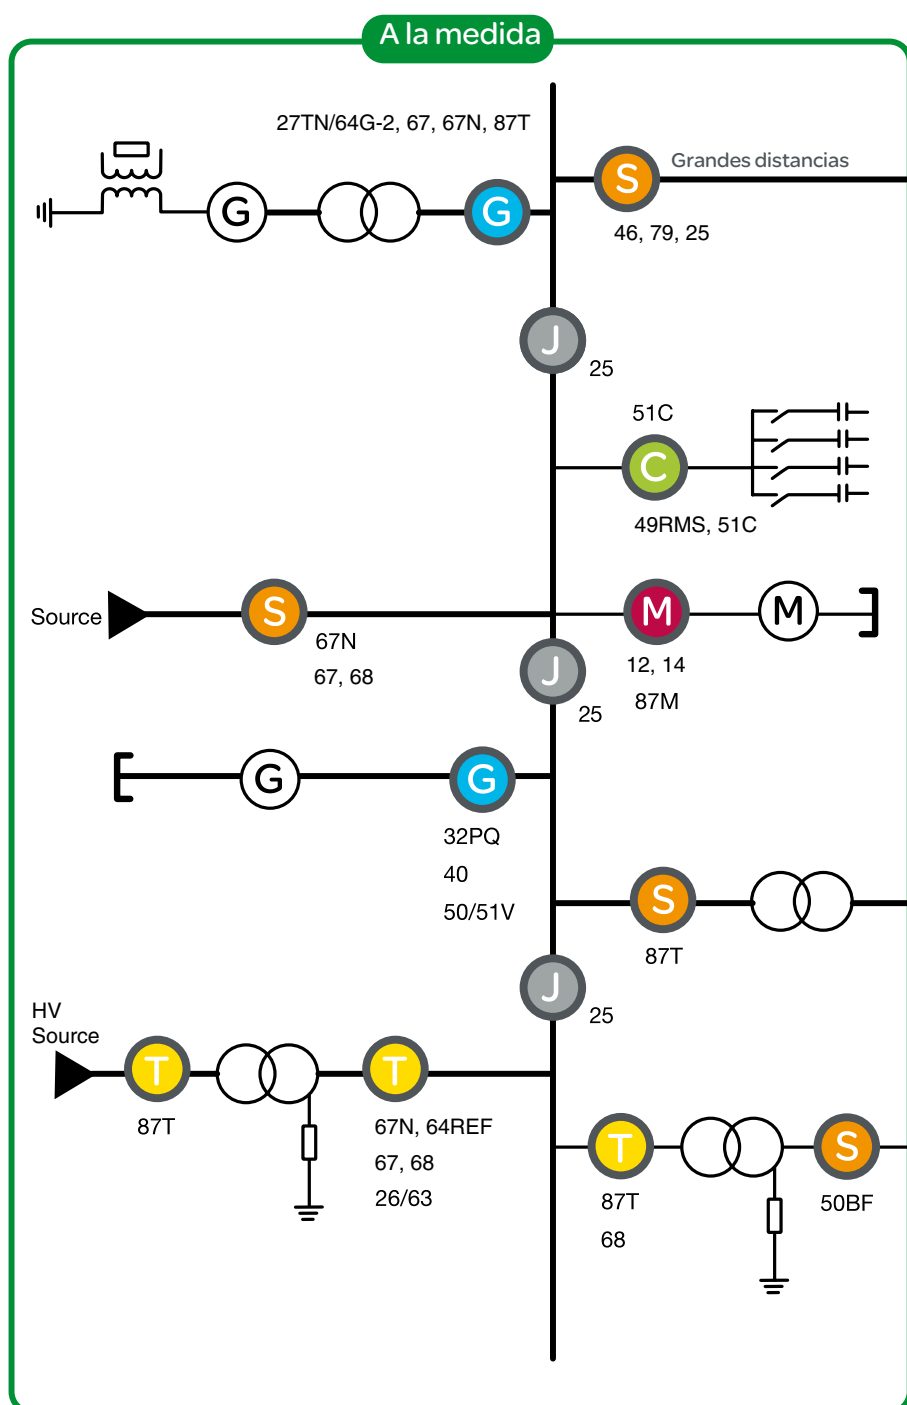 A la medida
27TN/64G-2, 67, 67N, 87T
G
G
S
Grandes distancias
46, 79, 25
J
25
51C
C
49RMS, 51C
Source
S
67N
67, 68
M
M
12, 14
87M
J
25
G
G
32PQ
40
50/51V
S
87T
J
25
HV
Source
T
87T
T
67N, 64REF
67, 68
26/63
T
87T
68
S
50BF